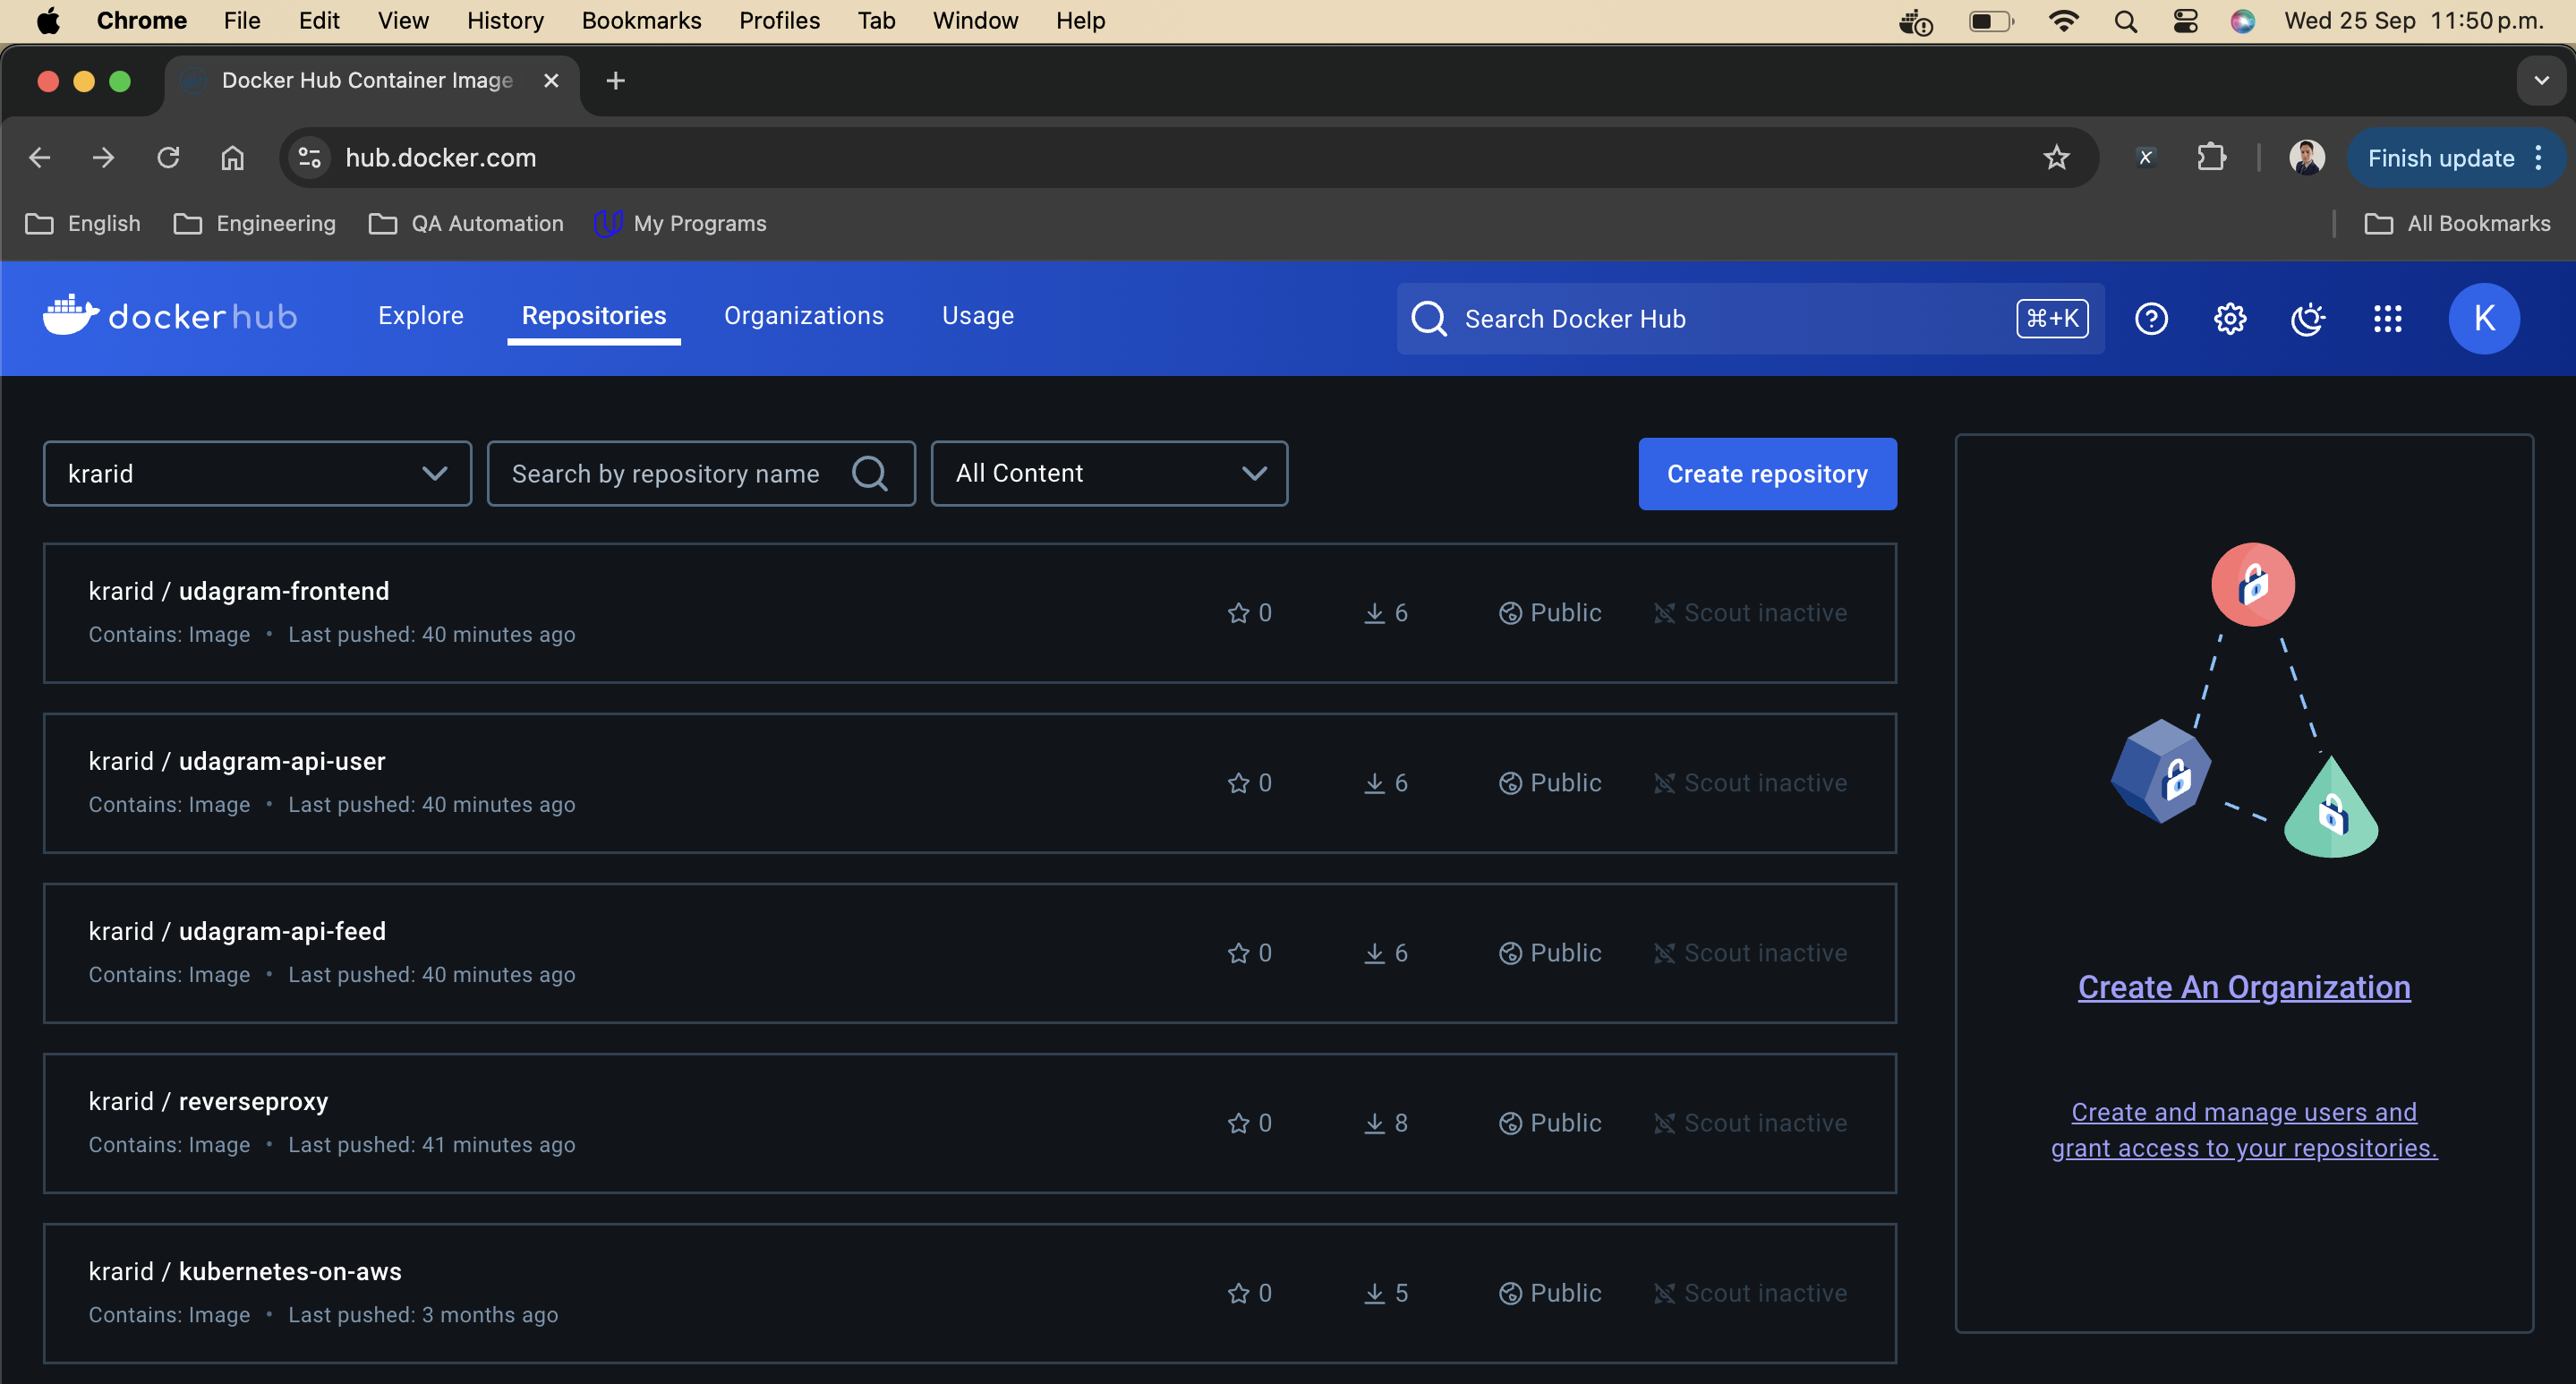 Chrome File Edit View History Bookmarks Profiles Tab Window Help Wed 25 Sep 11:50 p.m.
Docker Hub Container Image
hub.docker.com Finish update
English Engineering QA Automation My Programs All Bookmarks
dockerhub Explore Repositories Organizations Usage Search Docker Hub ⌘+K K
krarid Search by repository name All Content Create repository
krarid / udagram-frontend
Contains: Image • Last pushed: 40 minutes ago
0 6 Public Scout inactive
krarid / udagram-api-user
Contains: Image • Last pushed: 40 minutes ago
0 6 Public Scout inactive
krarid / udagram-api-feed
Contains: Image • Last pushed: 40 minutes ago
0 6 Public Scout inactive
krarid / reverseproxy
Contains: Image • Last pushed: 41 minutes ago
0 8 Public Scout inactive
krarid / kubernetes-on-aws
Contains: Image • Last pushed: 3 months ago
0 5 Public Scout inactive
Create An Organization
Create and manage users and
grant access to your repositories.